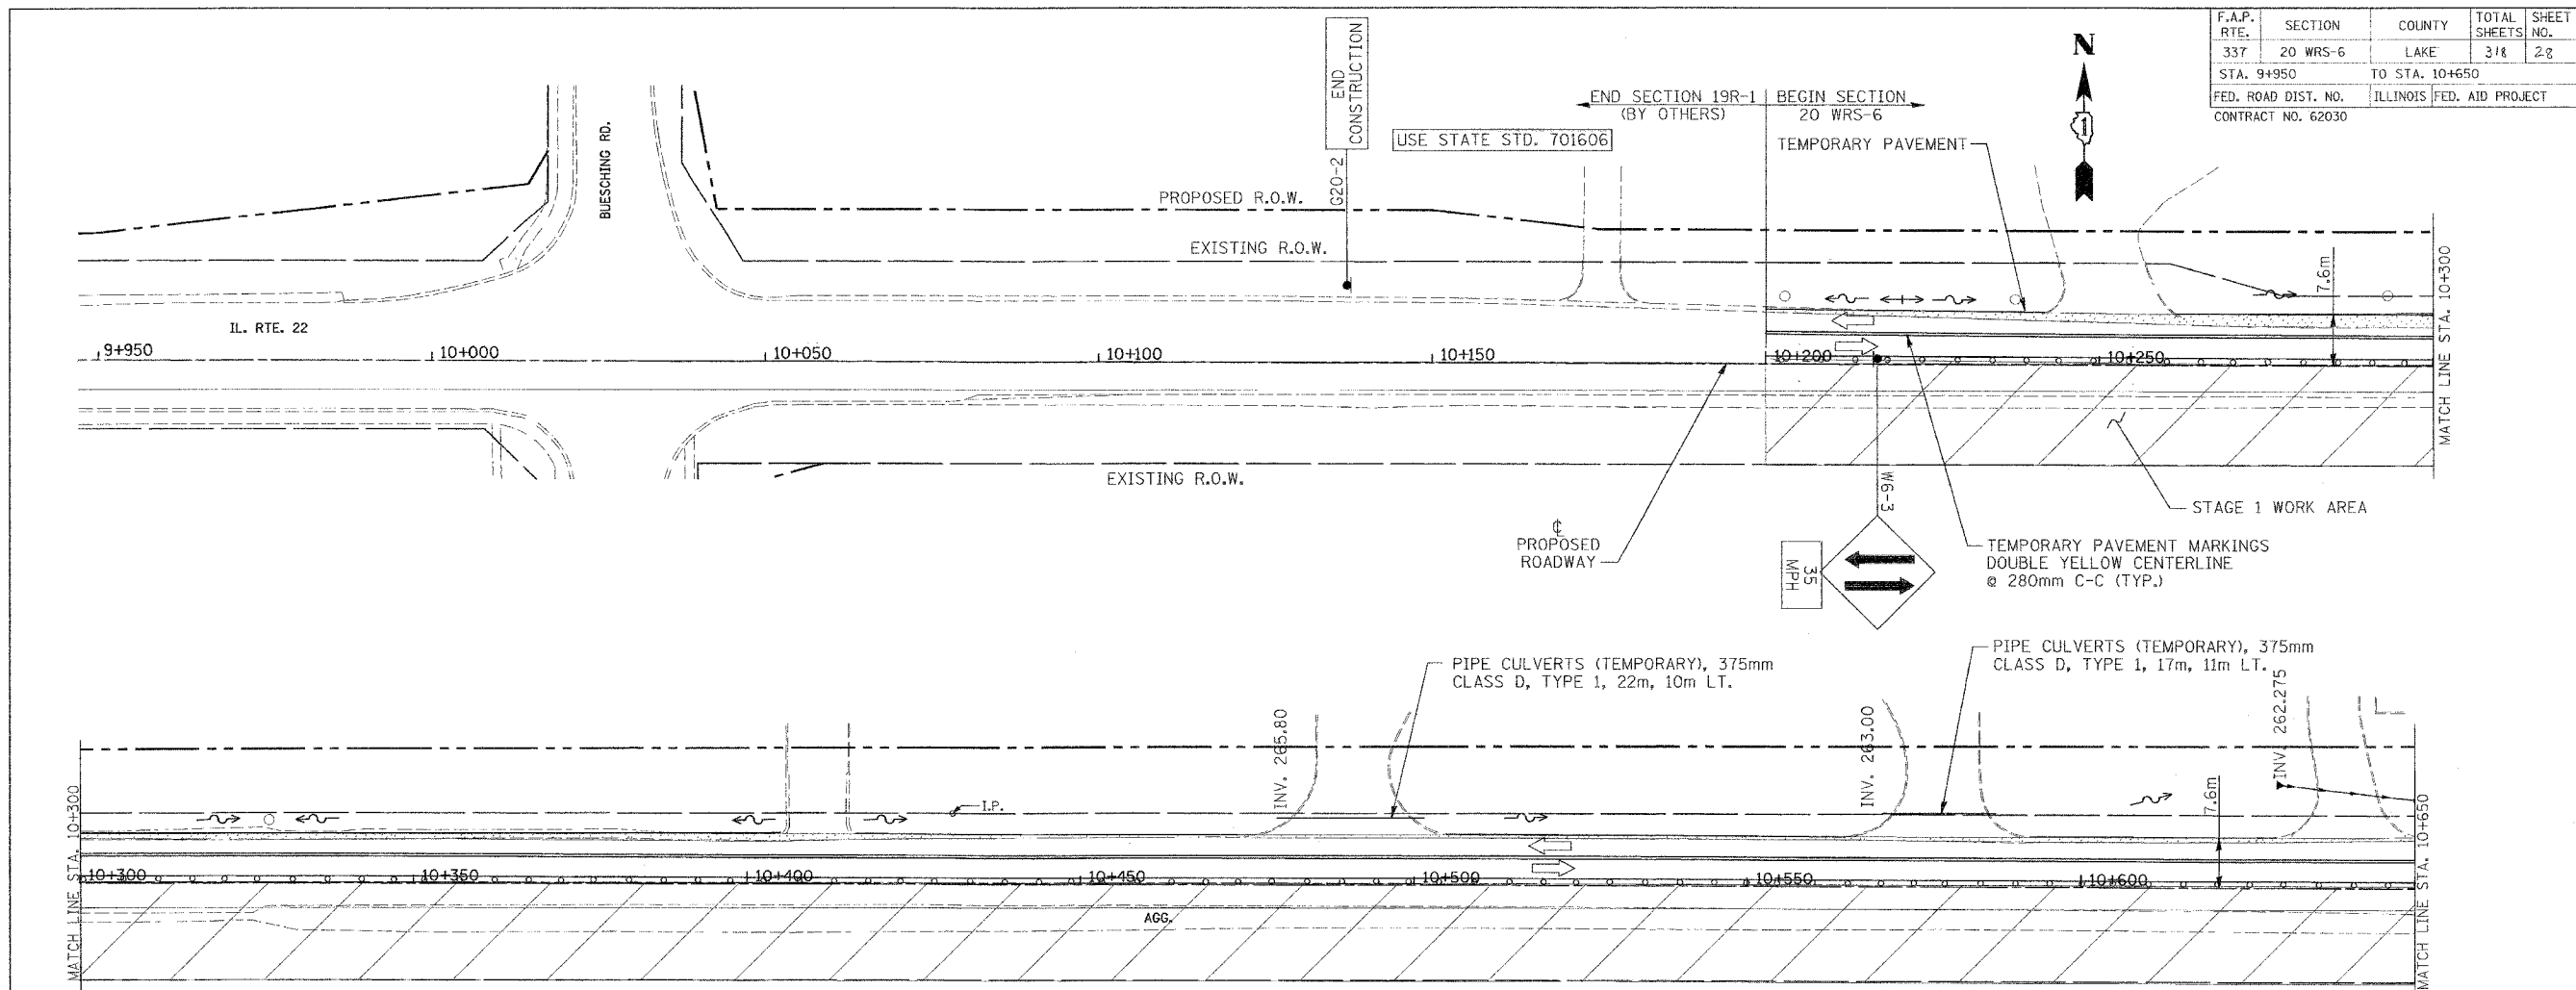 F.A.P. RTE. SECTION COUNTY TOTAL SHEETS SHEET NO.
337 20 WRS-6 LAKE 318 28
STA. 9+950 TO STA. 10+650
FED. ROAD DIST. NO. ILLINOIS FED. AID PROJECT
CONTRACT NO. 62030
N
1
END CONSTRUCTION
G20-2
END SECTION 19R-1
(BY OTHERS)
BEGIN SECTION
20 WRS-6
USE STATE STD. 701606
TEMPORARY PAVEMENT
BUESCHING RD.
PROPOSED R.O.W.
EXISTING R.O.W.
7.6m
MATCH LINE STA. 10+300
IL. RTE. 22
9+950 10+000 10+050 10+100 10+150 10+200 10+250
EXISTING R.O.W.
W6-3
STAGE 1 WORK AREA
℄
PROPOSED
ROADWAY
35
MPH
TEMPORARY PAVEMENT MARKINGS
DOUBLE YELLOW CENTERLINE
@ 280mm C-C (TYP.)
PIPE CULVERTS (TEMPORARY), 375mm
CLASS D, TYPE 1, 22m, 10m LT.
PIPE CULVERTS (TEMPORARY), 375mm
CLASS D, TYPE 1, 17m, 11m LT.
INV. 265.80
INV. 263.00
INV. 262.275
I.P.
7.6m
MATCH LINE STA. 10+300
10+300 10+350 10+400 10+450 10+500 10+550 10+600
MATCH LINE STA. 10+650
AGG.